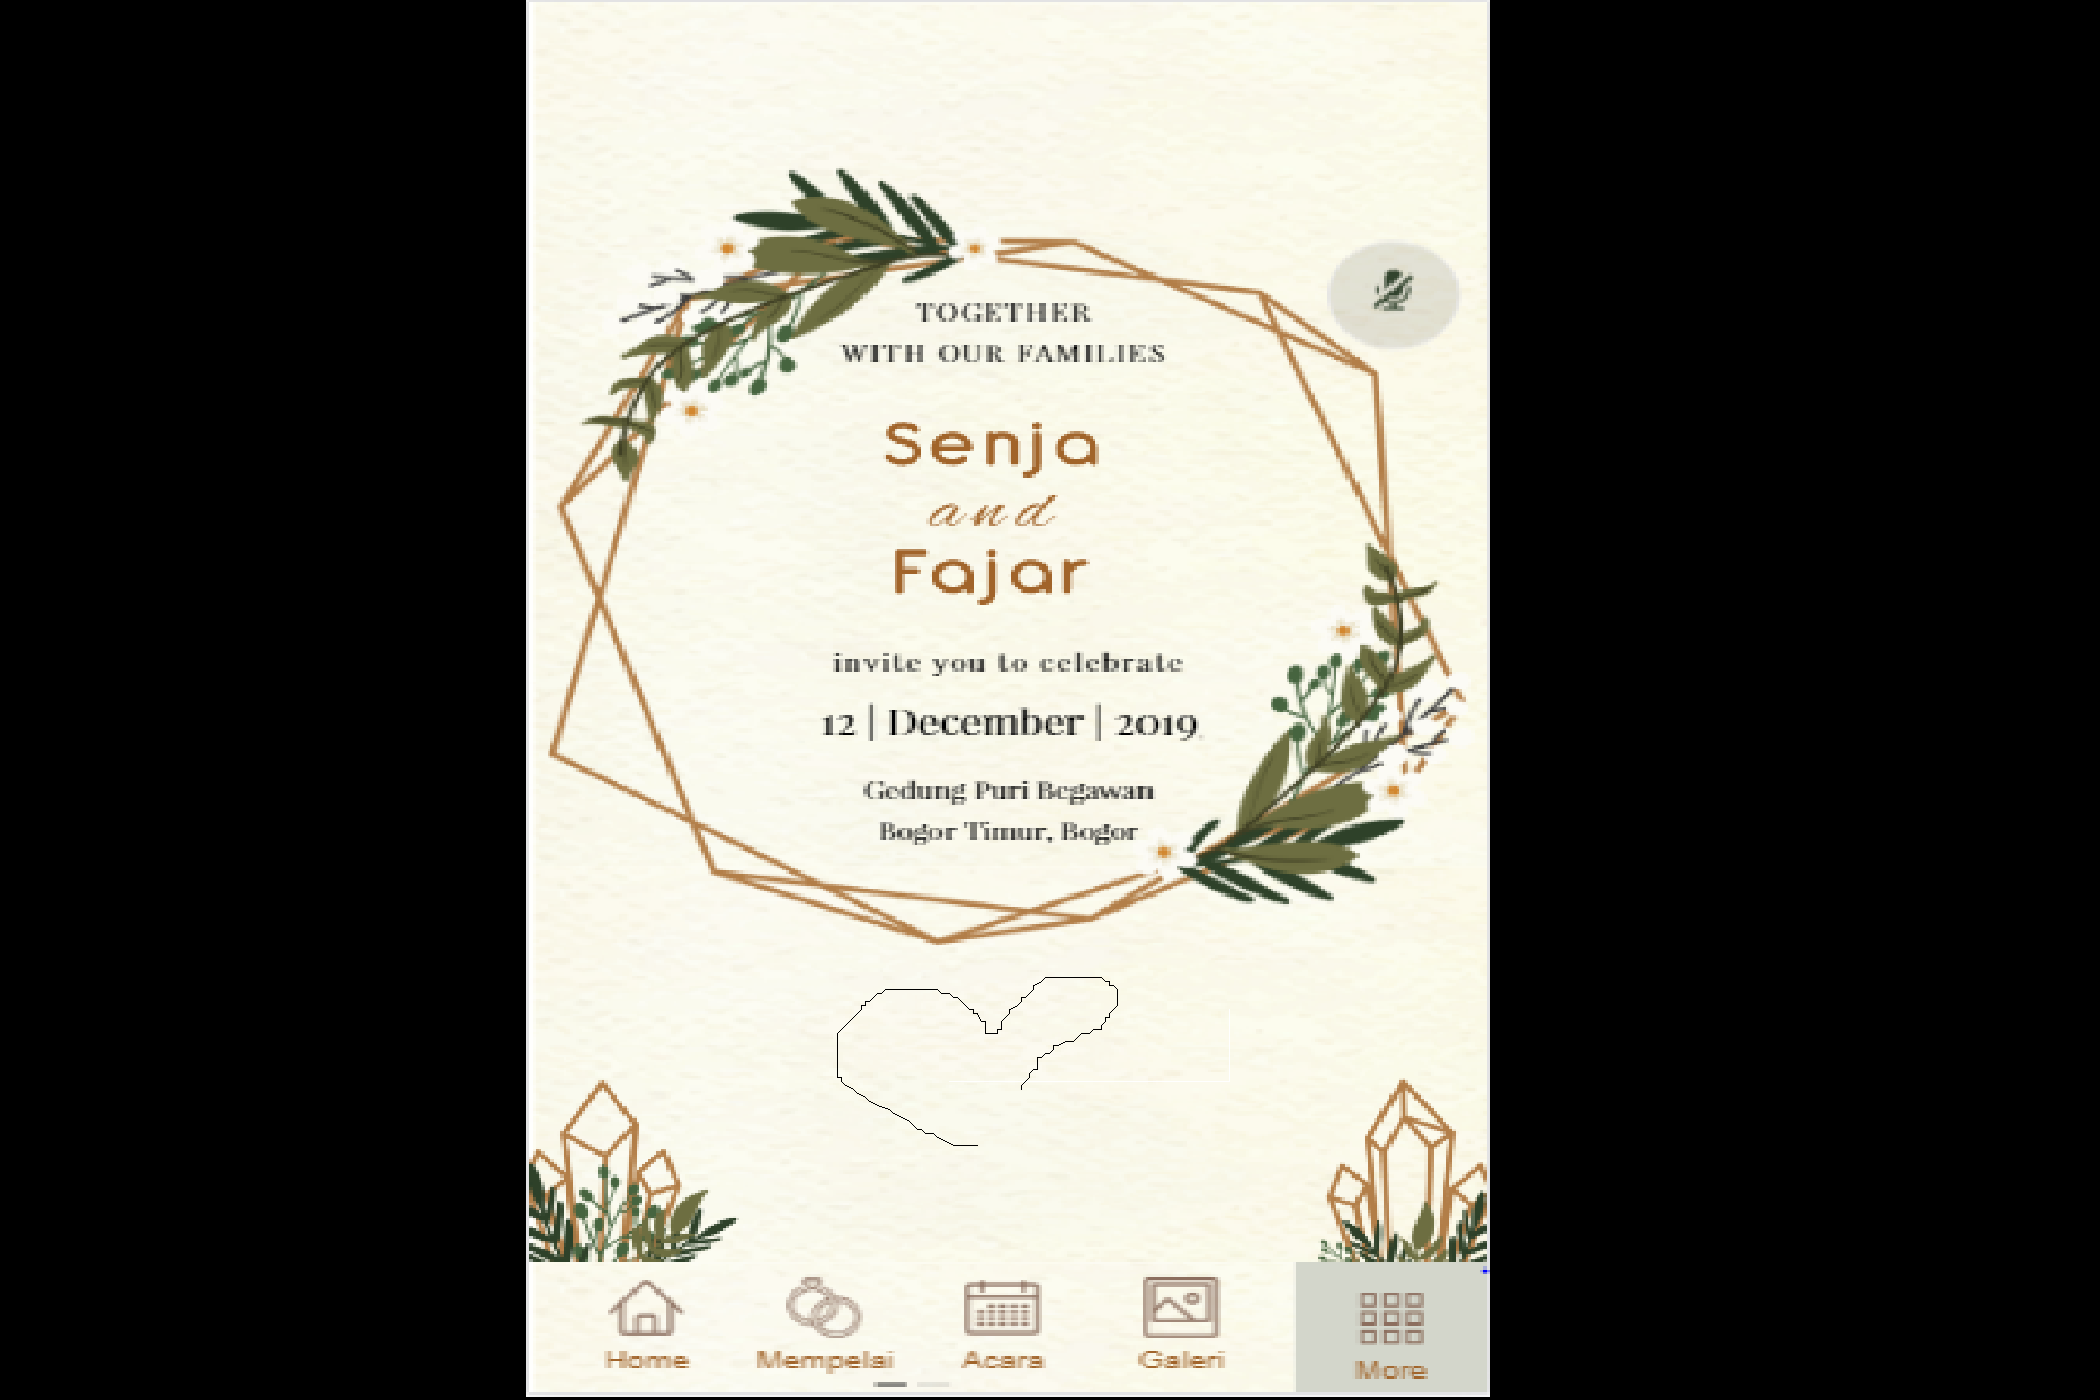 TOGETHER
WITH OUR FAMILIES
Senja
and
Fajar
invite you to celebrate
12 | December | 2019
Gedung Puri Begawan
Bogor Timur, Bogor
Home Mempelai Acara Galeri More